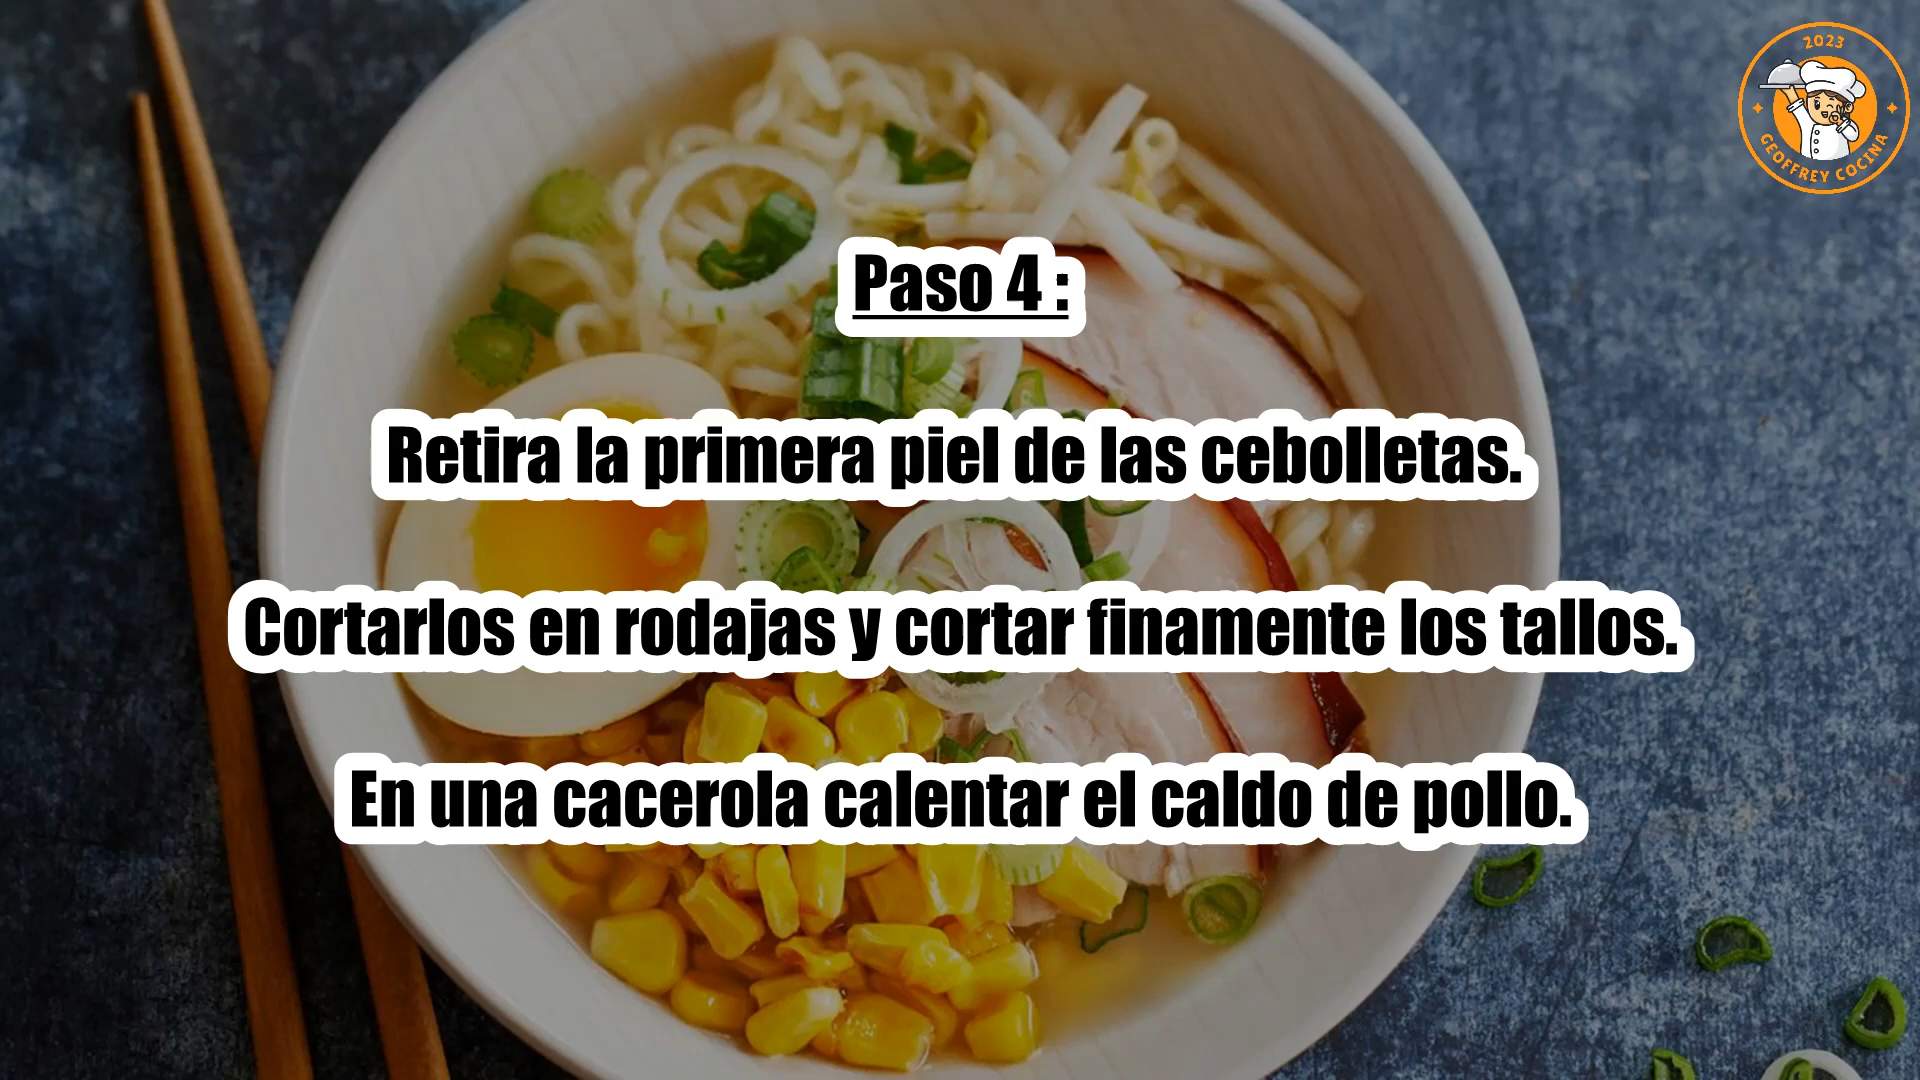 2023
GEOFFREY COCINA
Paso 4 :
Retira la primera piel de las cebolletas.
Cortarlos en rodajas y cortar finamente los tallos.
En una cacerola calentar el caldo de pollo.